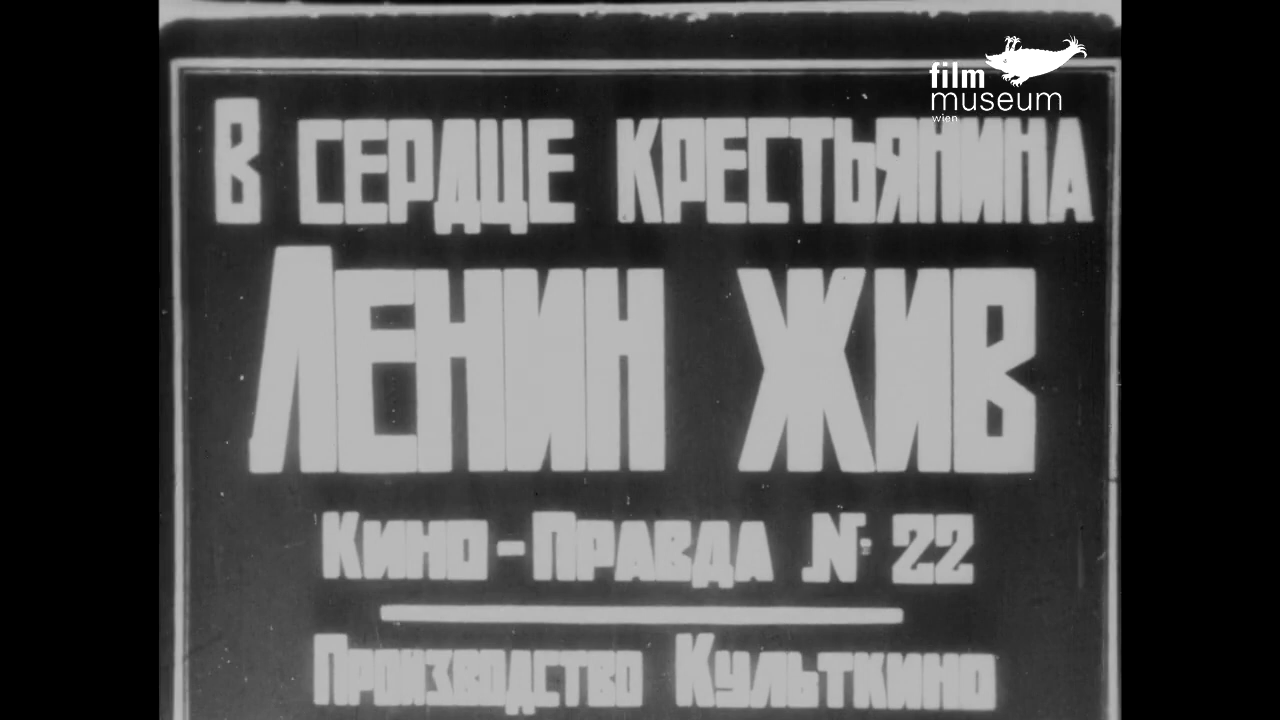 film
museum
wien
В СЕРДЦЕ КРЕСТЬЯНИНА
ЛЕНИН ЖИВ
КИНО-ПРАВДА № 22
ПРОИЗВОДСТВО КУЛЬТКИНО